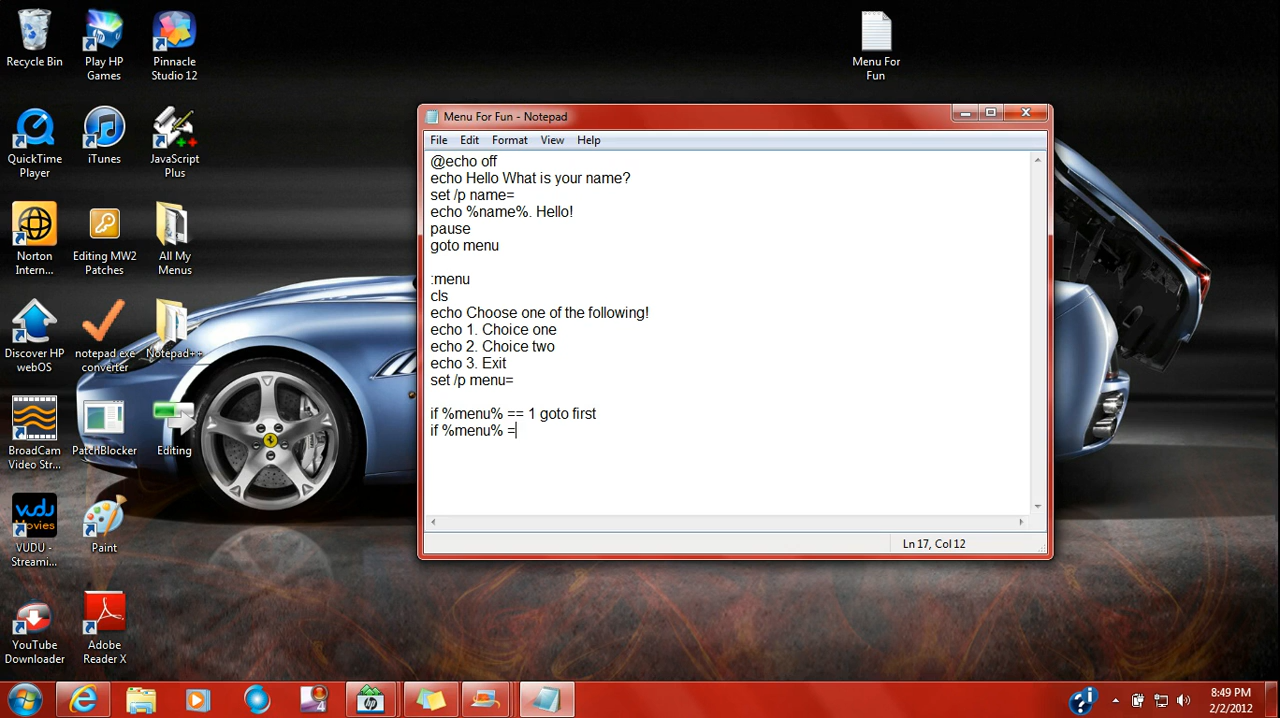 Recycle Bin
Play HP
Games
Pinnacle
Studio 12
Menu For
Fun
QuickTime
Player
iTunes
JavaScript
Plus
Norton
Intern...
Editing MW2
Patches
All My
Menus
Discover HP
webOS
notepad exe
converter
Notepad++
BroadCam
Video Str...
PatchBlocker
Editing
vudu
Movies
VUDU -
Streami...
Paint
YouTube
Downloader
Adobe
Reader X
Menu For Fun - Notepad
File Edit Format View Help
@echo off
echo Hello What is your name?
set /p name=
echo %name%. Hello!
pause
goto menu
:menu
cls
echo Choose one of the following!
echo 1. Choice one
echo 2. Choice two
echo 3. Exit
set /p menu=
if %menu% == 1 goto first
if %menu% =
Ln 17, Col 12
4
hp
8:49 PM
2/2/2012